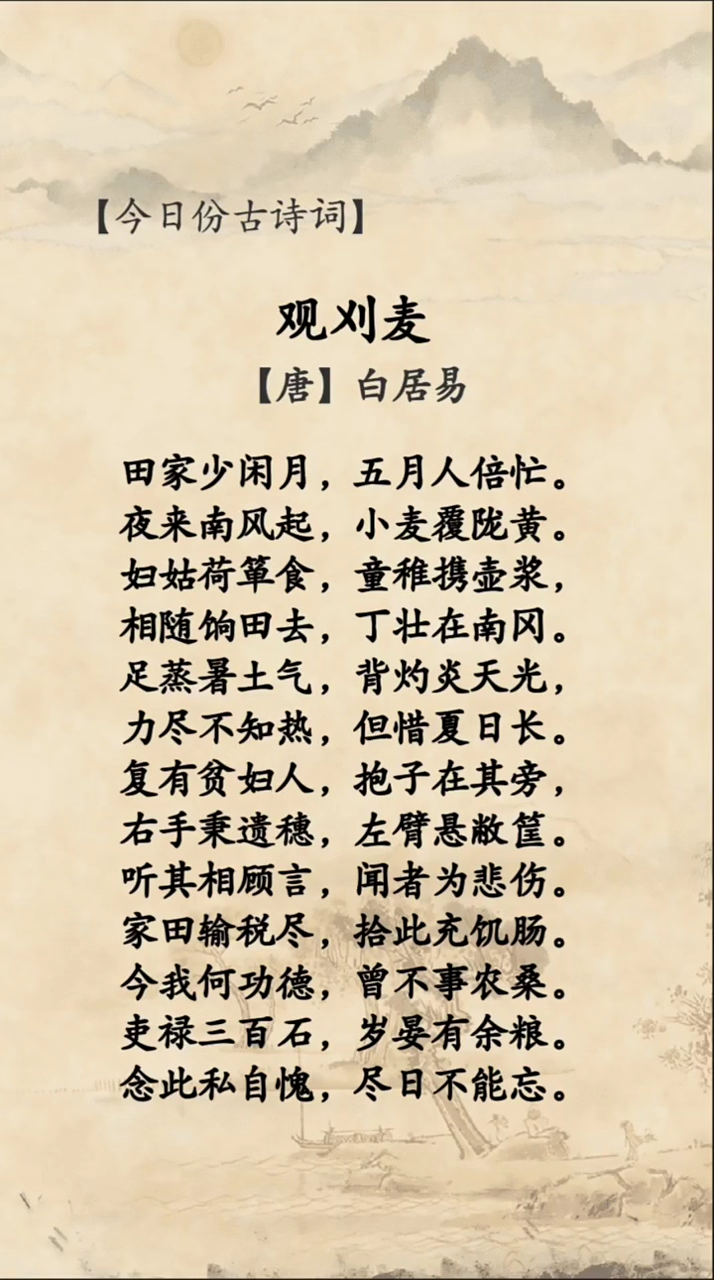 【今日份古诗词】
观刈麦
【唐】白居易
田家少闲月，五月人倍忙。
夜来南风起，小麦覆陇黄。
妇姑荷箪食，童稚携壶浆，
相随饷田去，丁壮在南冈。
足蒸暑土气，背灼炎天光，
力尽不知热，但惜夏日长。
复有贫妇人，抱子在其旁，
右手秉遗穗，左臂悬敝筐。
听其相顾言，闻者为悲伤。
家田输税尽，拾此充饥肠。
今我何功德，曾不事农桑。
吏禄三百石，岁晏有余粮。
念此私自愧，尽日不能忘。